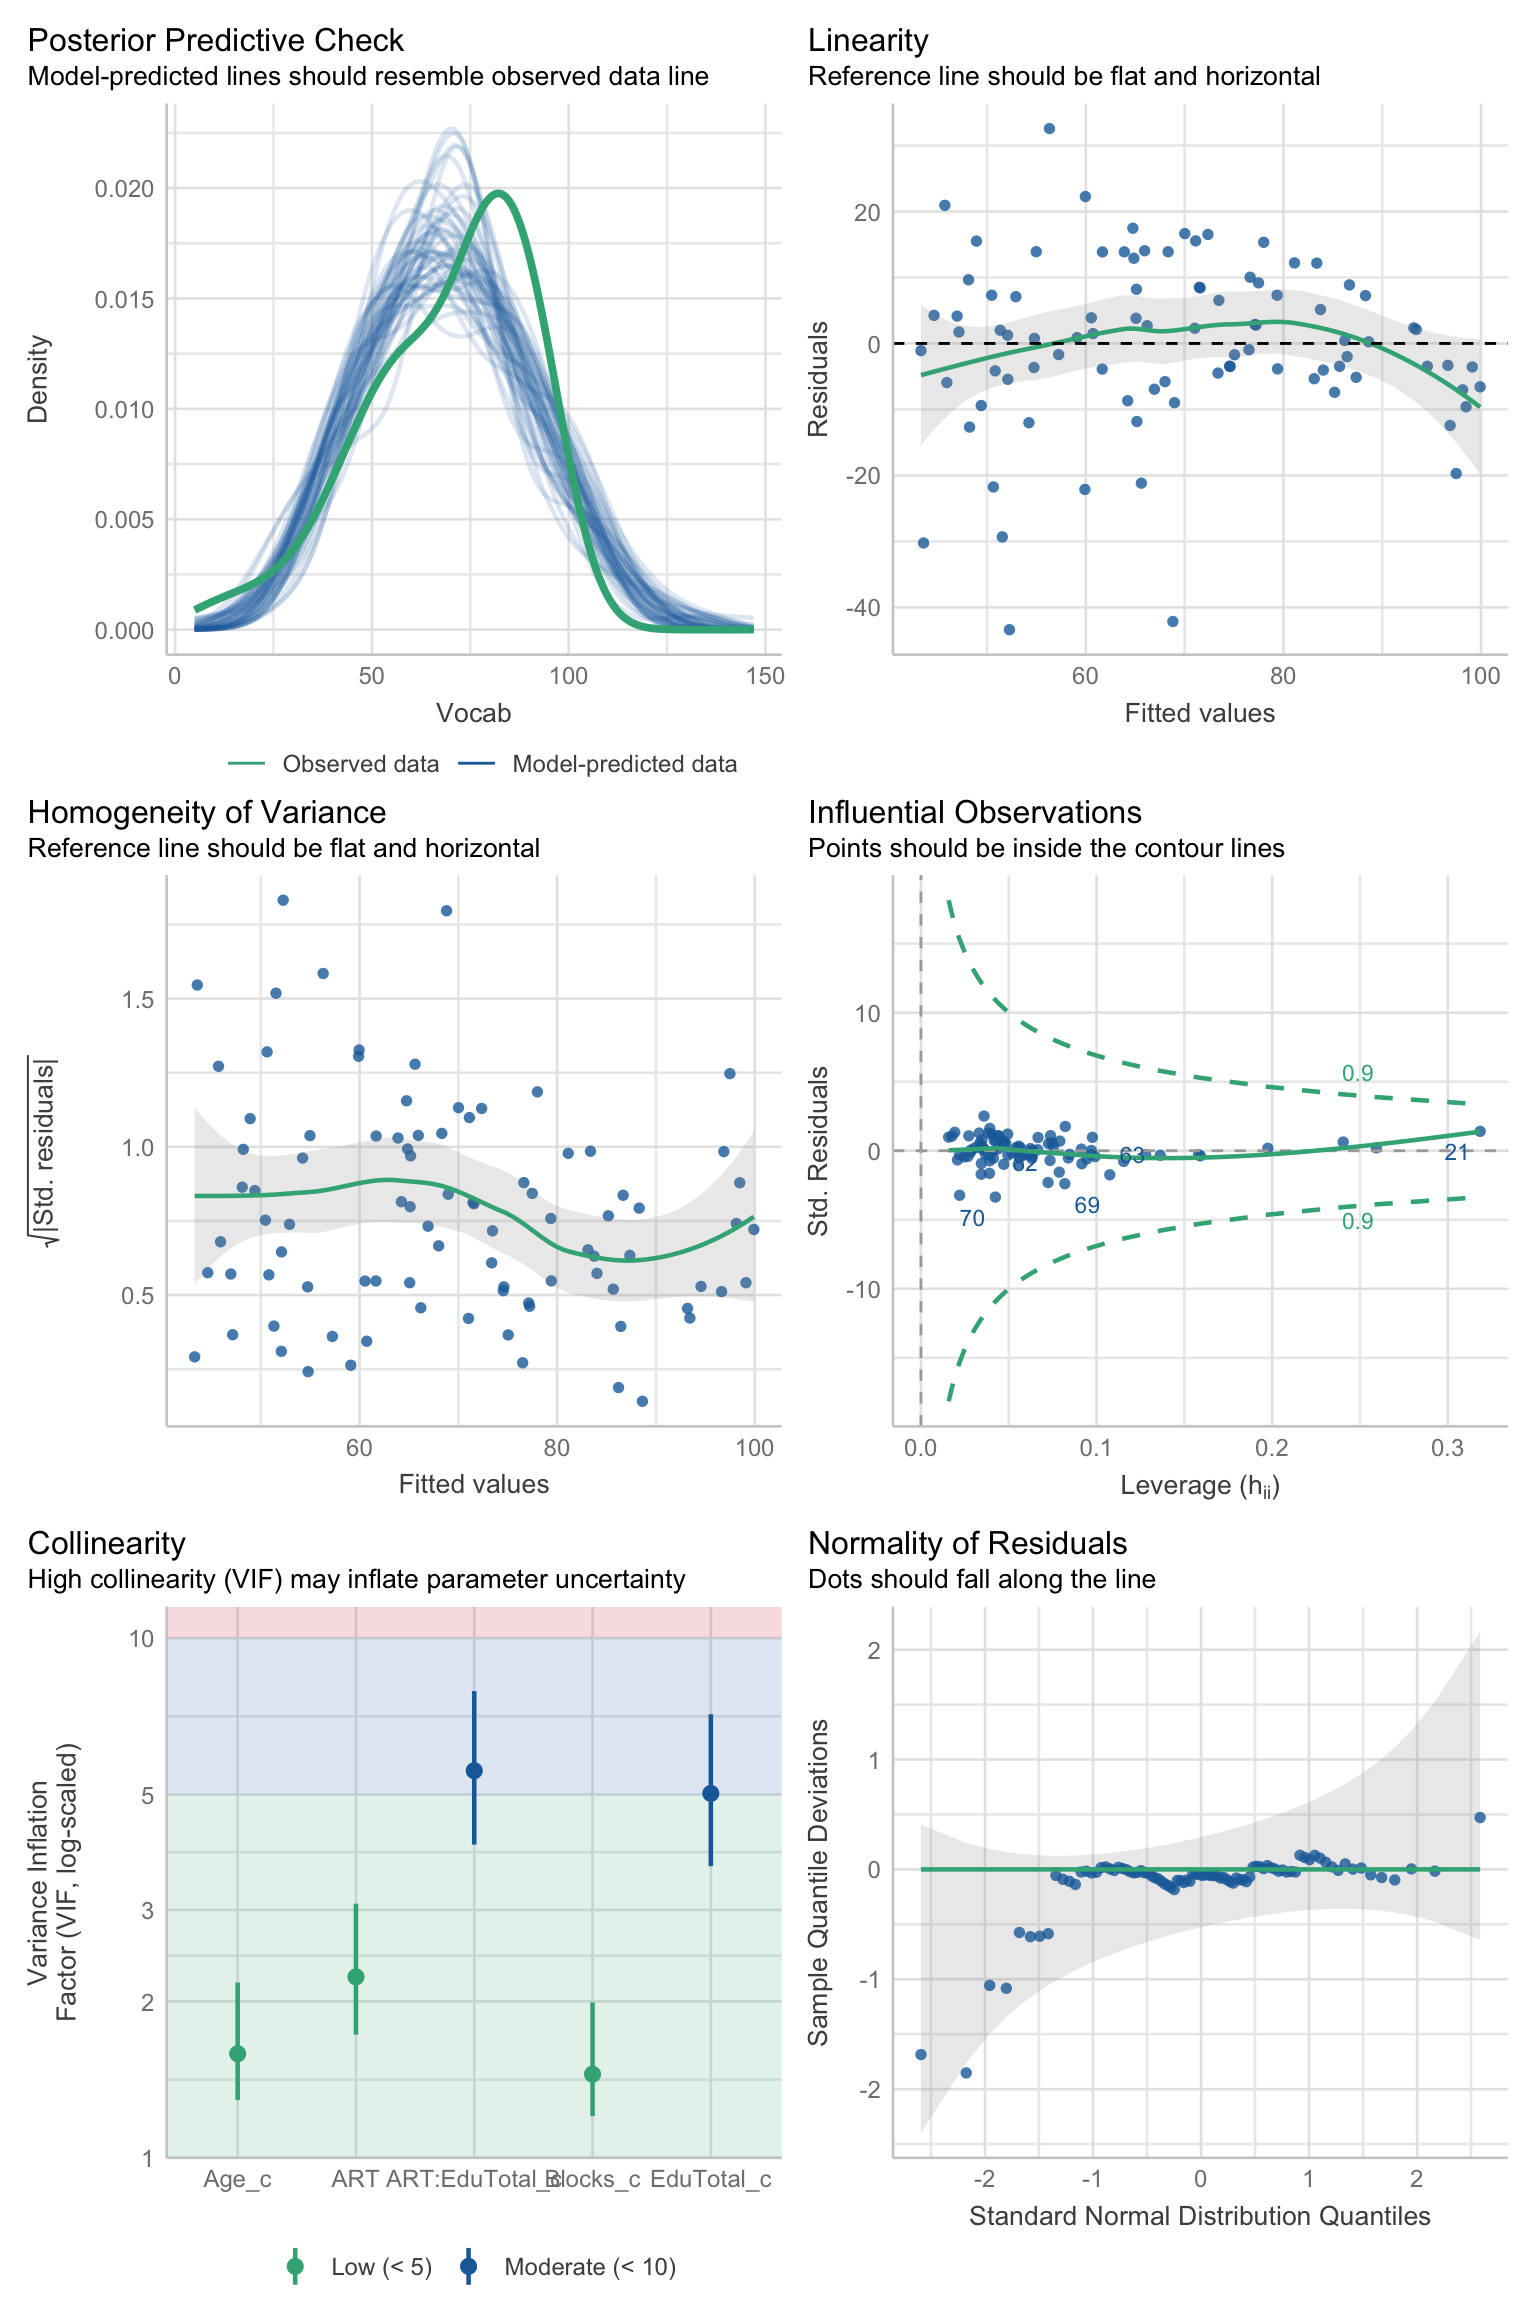 Posterior Predictive Check
Model-predicted lines should resemble observed data line
0.020
0.015
0.010
0.005
0.000
Density
0
50
100
150
Vocab
Observed data
Model-predicted data
Linearity
Reference line should be flat and horizontal
20
0
-20
-40
Residuals
60
80
100
Fitted values
Homogeneity of Variance
Reference line should be flat and horizontal
1.5
1.0
0.5
√|Std. residuals|
60
80
100
Fitted values
Influential Observations
Points should be inside the contour lines
10
0
-10
Std. Residuals
0.9
0.9
62
63
21
70
69
0.0
0.1
0.2
0.3
Leverage (hii)
Collinearity
High collinearity (VIF) may inflate parameter uncertainty
10
5
3
2
1
Variance Inflation
Factor (VIF, log-scaled)
Age_c
ART
ART:EduTotal_c
Blocks_c
EduTotal_c
Low (< 5)
Moderate (< 10)
Normality of Residuals
Dots should fall along the line
2
1
0
-1
-2
Sample Quantile Deviations
-2
-1
0
1
2
Standard Normal Distribution Quantiles